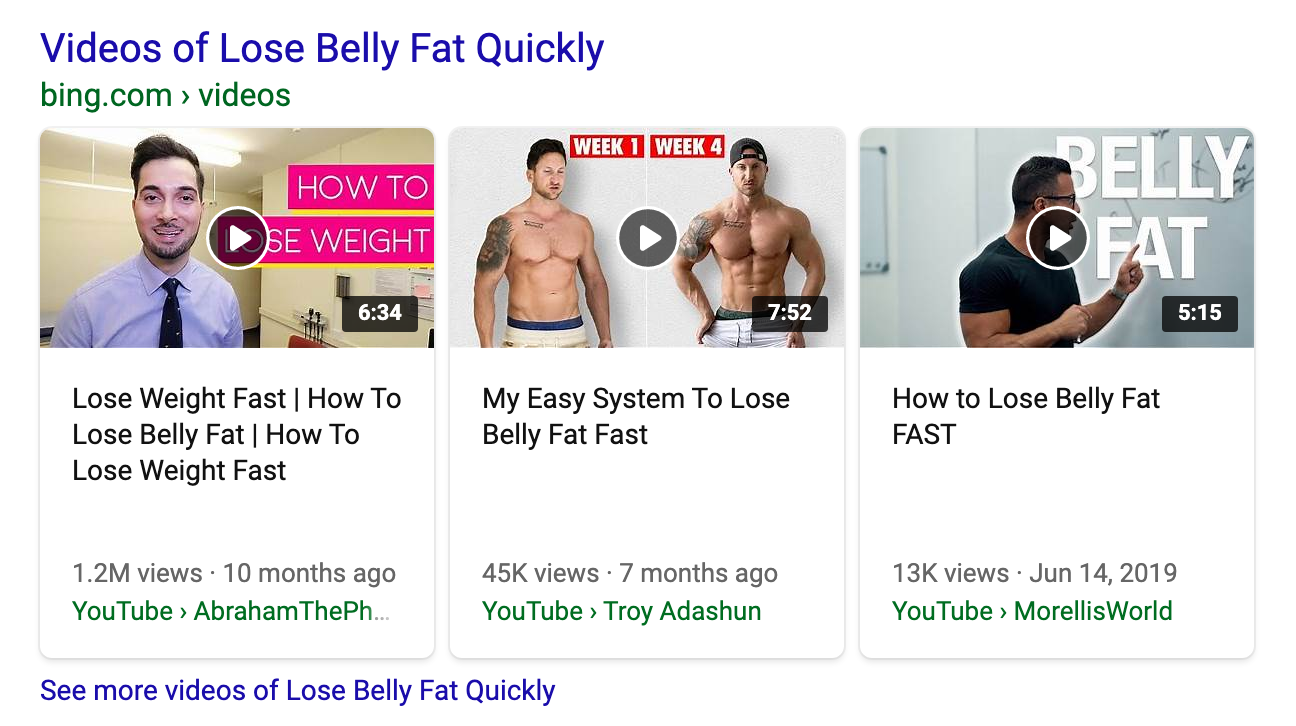 Videos of Lose Belly Fat Quickly
bing.com › videos
HOW TO
LOSE WEIGHT
6:34
Lose Weight Fast | How To
Lose Belly Fat | How To
Lose Weight Fast
1.2M views · 10 months ago
YouTube › AbrahamThePh...
WEEK 1 WEEK 4
7:52
My Easy System To Lose
Belly Fat Fast
45K views · 7 months ago
YouTube › Troy Adashun
BELLY
FAT
5:15
How to Lose Belly Fat
FAST
13K views · Jun 14, 2019
YouTube › MorellisWorld
See more videos of Lose Belly Fat Quickly